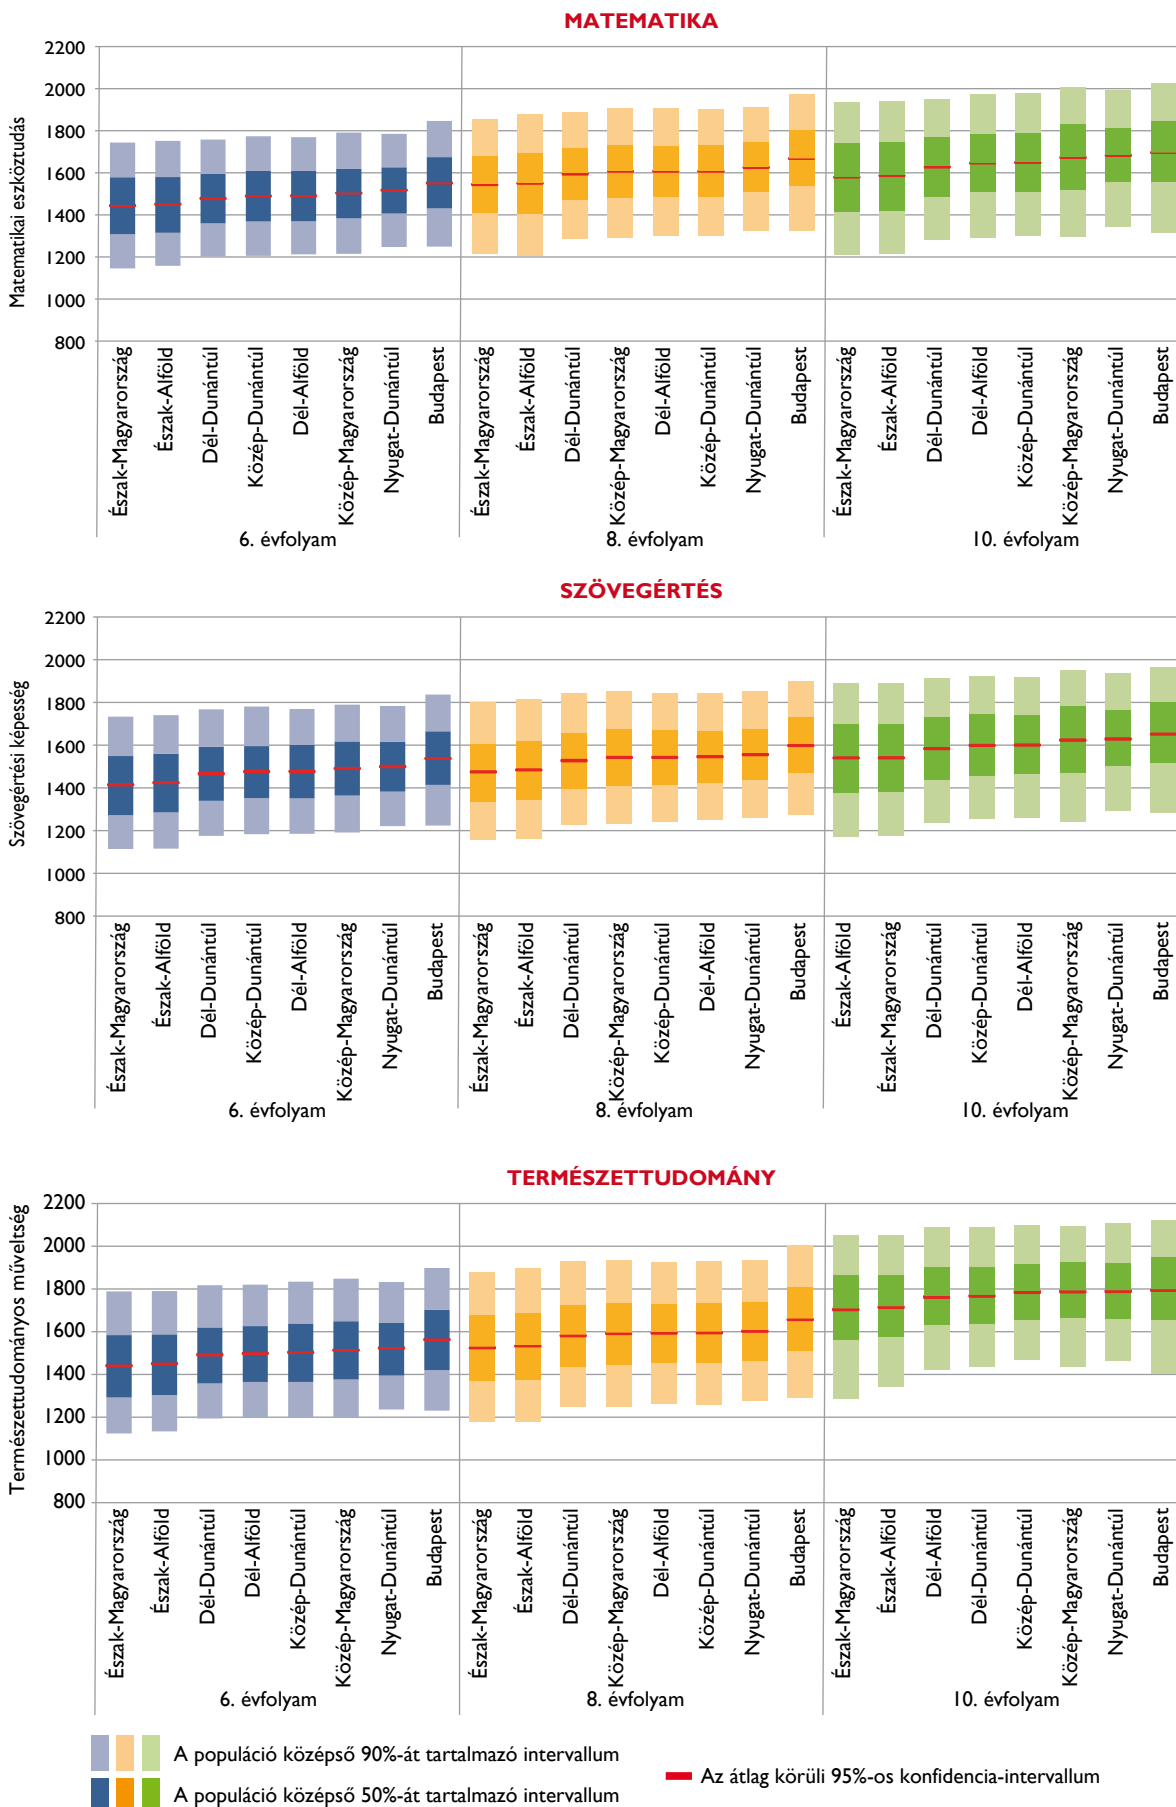 MATEMATIKA
Matematikai eszköztudás
2200
2000
1800
1600
1400
1200
1000
800
Észak-Magyarország
Észak-Alföld
Dél-Dunántúl
Közép-Dunántúl
Dél-Alföld
Közép-Magyarország
Nyugat-Dunántúl
Budapest
Észak-Magyarország
Észak-Alföld
Dél-Dunántúl
Közép-Magyarország
Dél-Alföld
Közép-Dunántúl
Nyugat-Dunántúl
Budapest
Észak-Magyarország
Észak-Alföld
Dél-Dunántúl
Dél-Alföld
Közép-Dunántúl
Közép-Magyarország
Nyugat-Dunántúl
Budapest
6. évfolyam
8. évfolyam
10. évfolyam
SZÖVEGÉRTÉS
Szövegértési képesség
2200
2000
1800
1600
1400
1200
1000
800
Észak-Magyarország
Észak-Alföld
Dél-Dunántúl
Közép-Dunántúl
Dél-Alföld
Közép-Magyarország
Nyugat-Dunántúl
Budapest
Észak-Magyarország
Észak-Alföld
Dél-Dunántúl
Közép-Magyarország
Közép-Dunántúl
Dél-Alföld
Nyugat-Dunántúl
Budapest
Észak-Alföld
Észak-Magyarország
Dél-Dunántúl
Közép-Dunántúl
Dél-Alföld
Közép-Magyarország
Nyugat-Dunántúl
Budapest
6. évfolyam
8. évfolyam
10. évfolyam
TERMÉSZETTUDOMÁNY
Természettudományos műveltség
2200
2000
1800
1600
1400
1200
1000
800
Észak-Magyarország
Észak-Alföld
Dél-Dunántúl
Dél-Alföld
Közép-Dunántúl
Közép-Magyarország
Nyugat-Dunántúl
Budapest
Észak-Magyarország
Észak-Alföld
Dél-Dunántúl
Közép-Magyarország
Dél-Alföld
Közép-Dunántúl
Nyugat-Dunántúl
Budapest
Észak-Magyarország
Észak-Alföld
Dél-Alföld
Dél-Dunántúl
Közép-Dunántúl
Közép-Magyarország
Nyugat-Dunántúl
Budapest
6. évfolyam
8. évfolyam
10. évfolyam
A populáció középső 90%-át tartalmazó intervallum
A populáció középső 50%-át tartalmazó intervallum
Az átlag körüli 95%-os konfidencia-intervallum